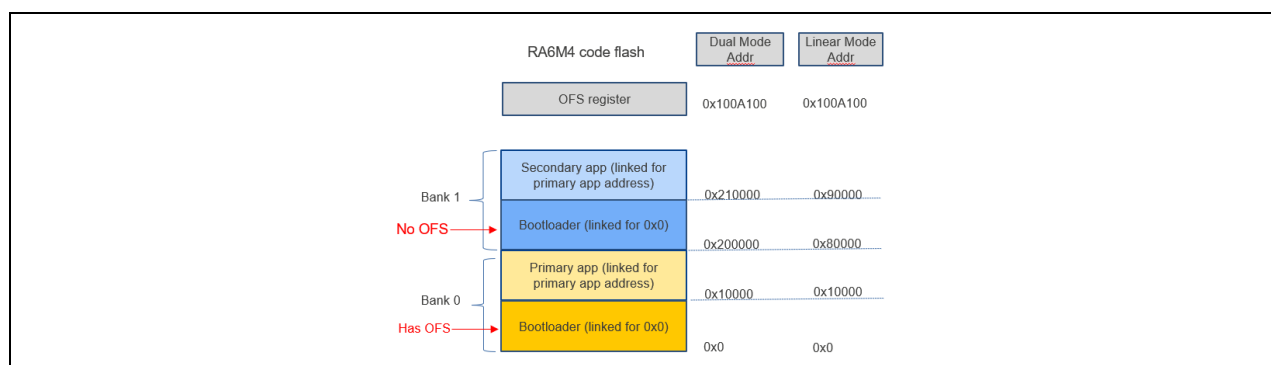 RA6M4 code flash
Dual Mode
Addr
Linear Mode
Addr
OFS register
0x100A100
0x100A100
Secondary app (linked for
primary app address)
0x210000
0x90000
Bank 1
No OFS
Bootloader (linked for 0x0)
0x200000
0x80000
Primary app (linked for
primary app address)
0x10000
0x10000
Bank 0
Has OFS
Bootloader (linked for 0x0)
0x0
0x0